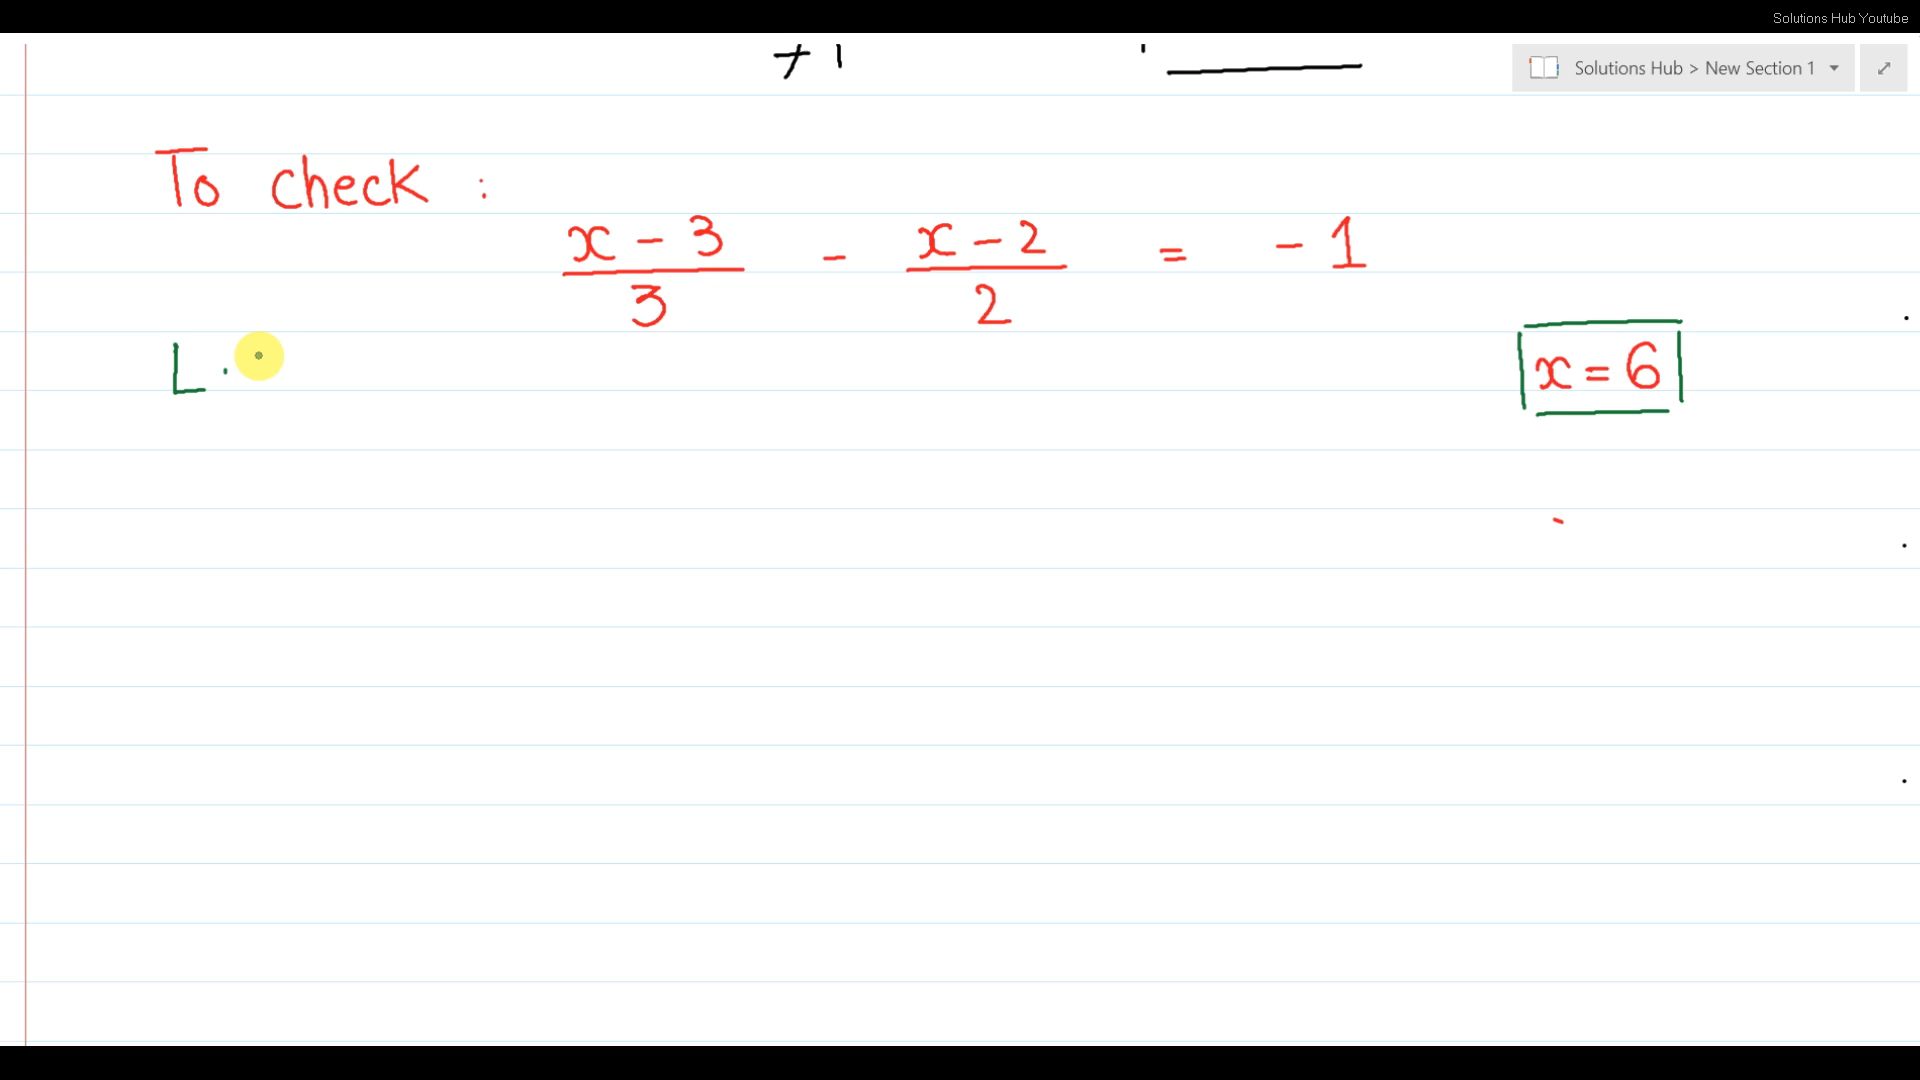 Solutions Hub Youtube
Solutions Hub > New Section 1
To check :
x - 3 / 3 - x - 2 / 2 = - 1
L .
x = 6